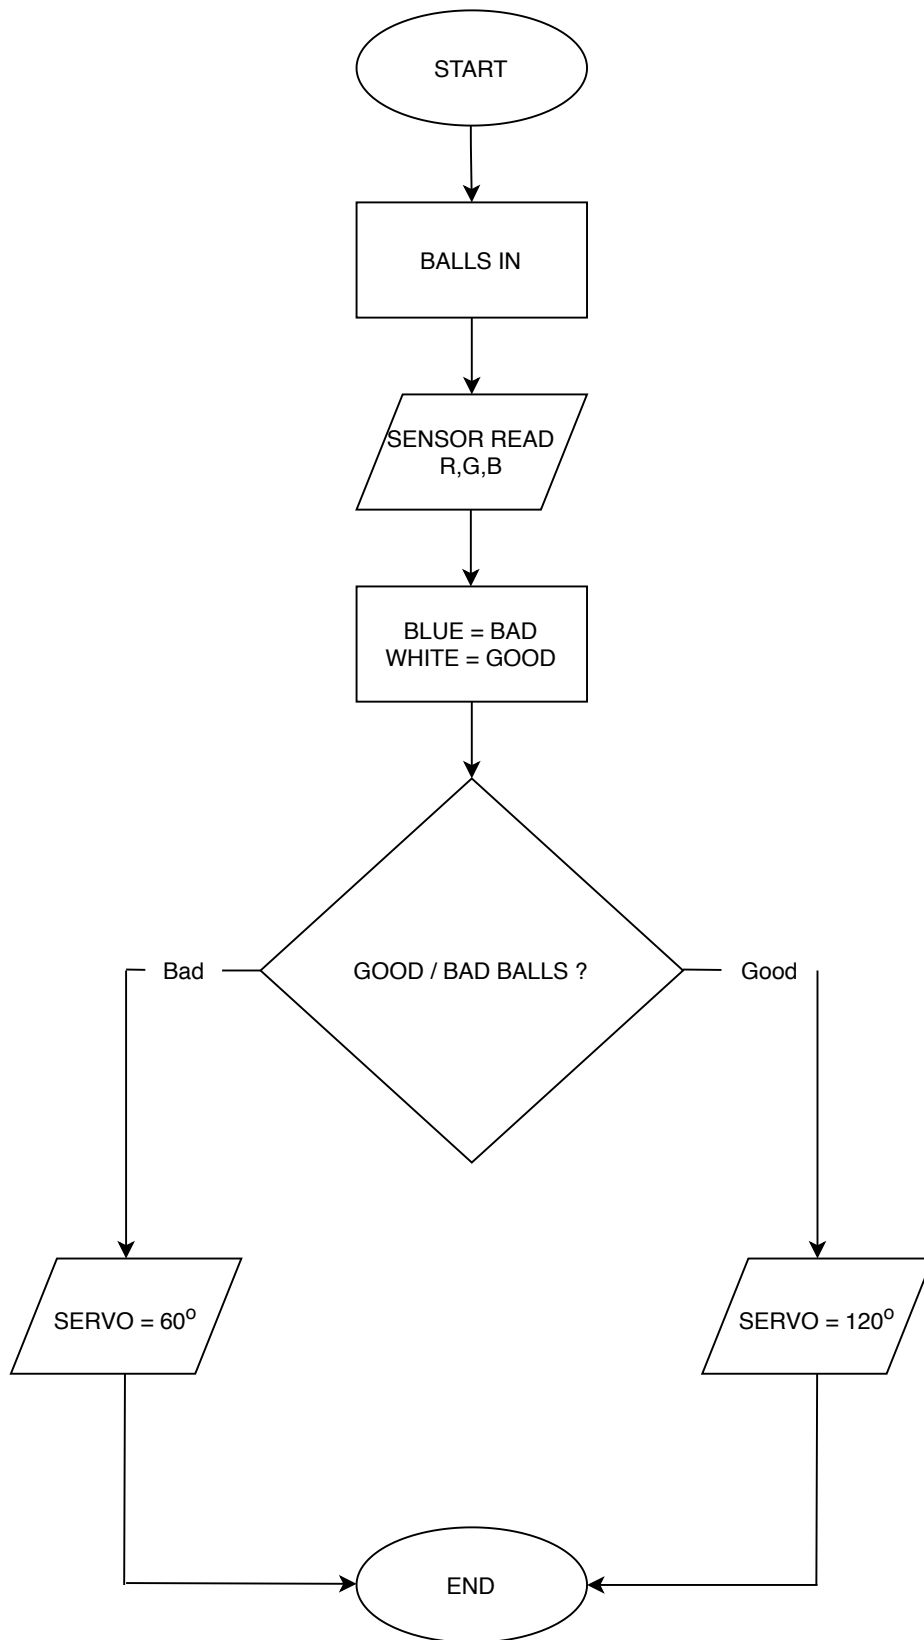 START
BALLS IN
SENSOR READ
R,G,B
BLUE = BAD
WHITE = GOOD
GOOD / BAD BALLS ?
Bad
Good
SERVO = 60º
SERVO = 120º
END